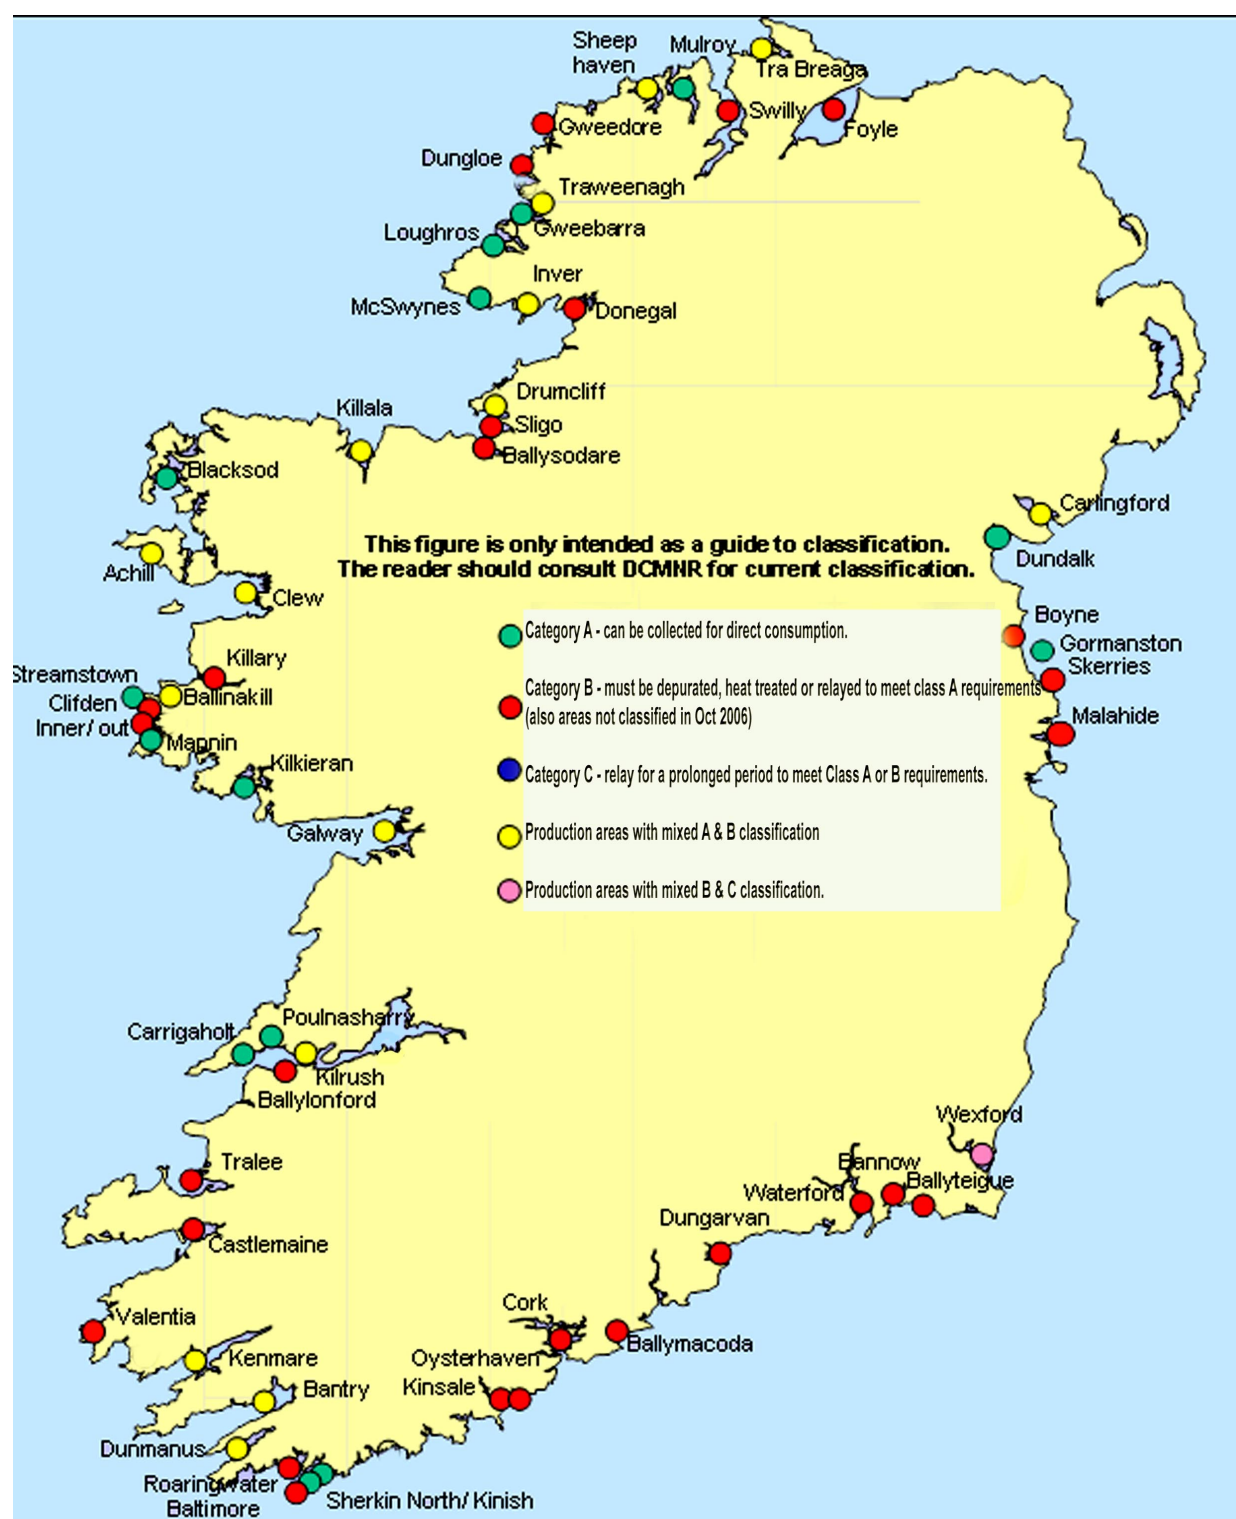 Sheep
haven
Mulroy
Tra Breaga
Swilly
Foyle
Gweedore
Dungloe
Traweenagh
Gweebarra
Loughros
Inver
McSwynes
Donegal
Drumcliff
Killala
Sligo
Ballysodare
Blacksod
Carlingford
This figure is only intended as a guide to classification.
The reader should consult DCMNR for current classification.
Dundalk
Achill
Clew
Boyne
Category A - can be collected for direct consumption.
Gormanston
Skerries
Killary
Streamstown
Ballinakill
Clifden
Category B - must be depurated, heat treated or relayed to meet class A requirements
(also areas not classified in Oct 2006)
Malahide
Inner/ out
Mannin
Kilkieran
Category C - relay for a prolonged period to meet Class A or B requirements.
Galway
Production areas with mixed A & B classification
Production areas with mixed B & C classification.
Poulnasharry
Carrigaholt
Kilrush
Ballylonford
Wexford
Tralee
Bannow
Ballyteigue
Waterford
Dungarvan
Castlemaine
Valentia
Cork
Ballymacoda
Oysterhaven
Kenmare
Kinsale
Bantry
Dunmanus
Roaringwater
Baltimore
Sherkin North/ Kinish